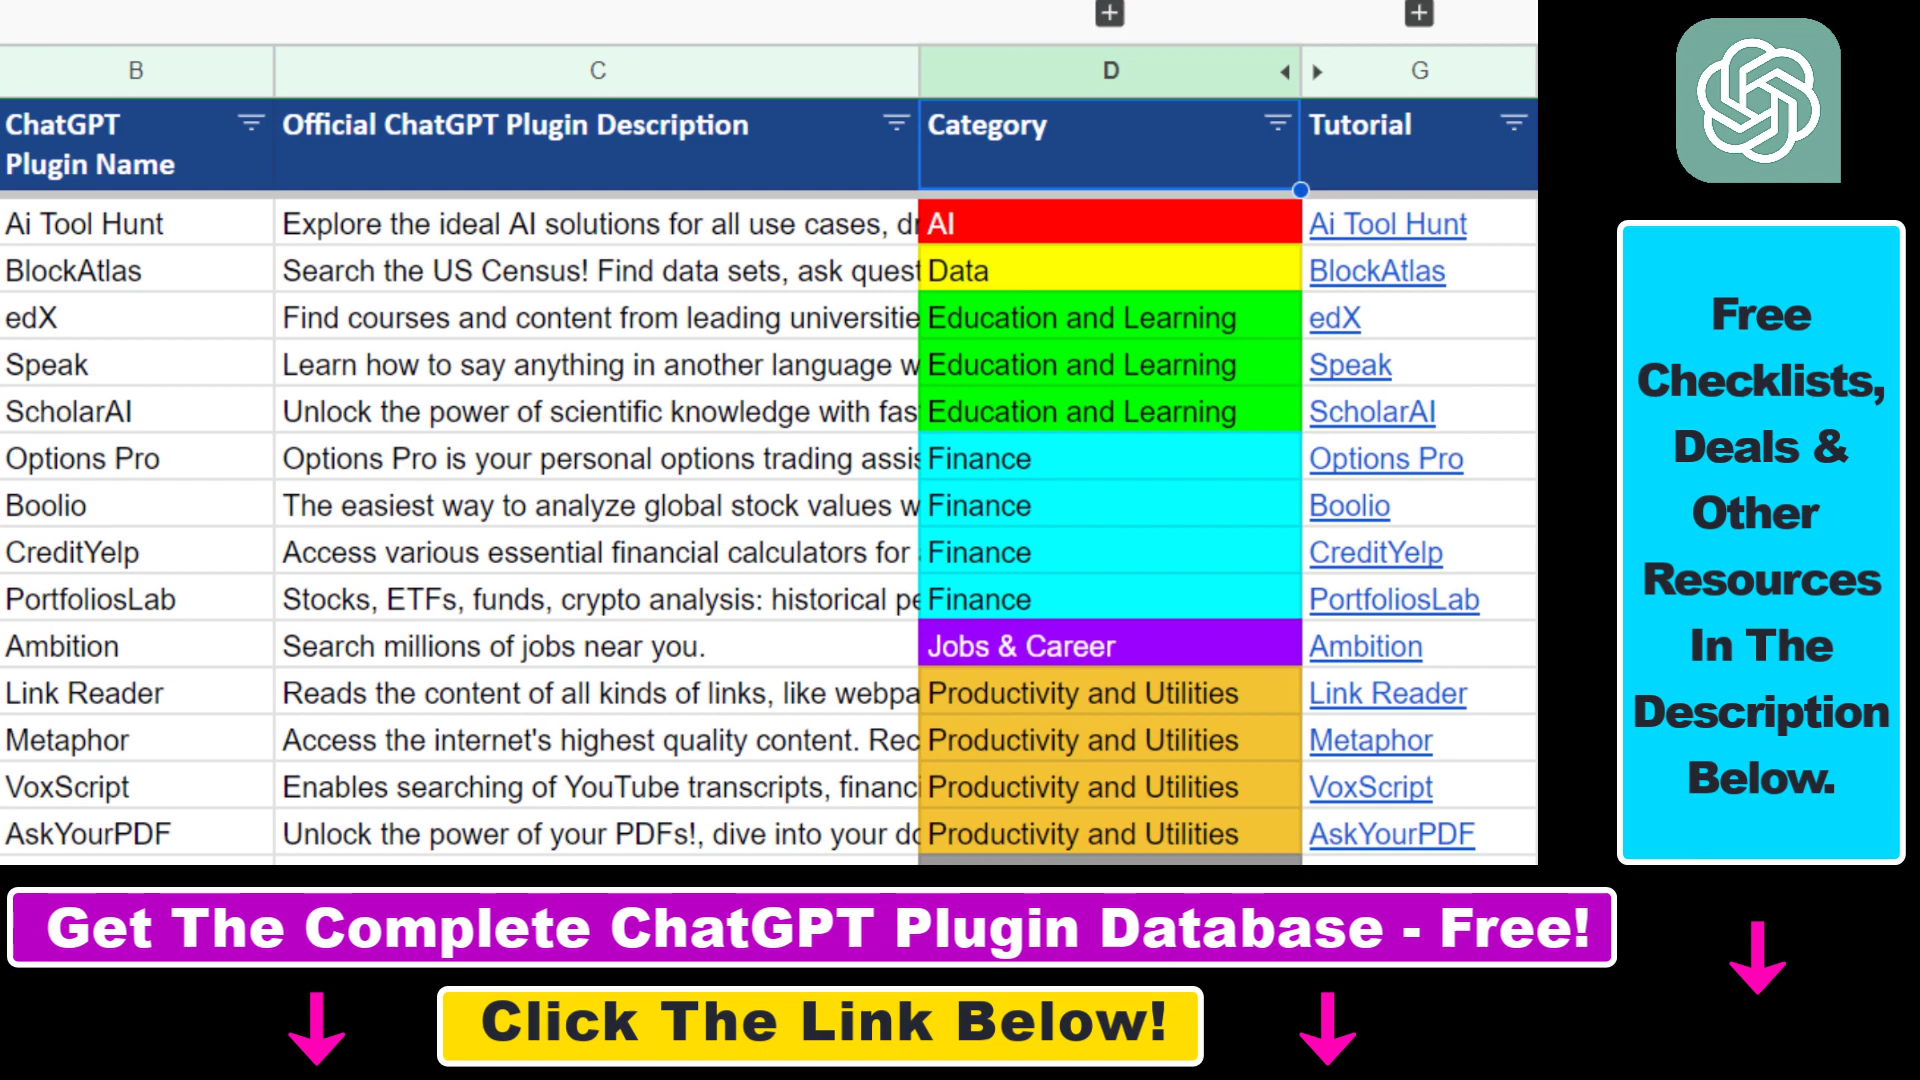 B C D G
ChatGPT Plugin Name Official ChatGPT Plugin Description Category Tutorial
Ai Tool Hunt Explore the ideal AI solutions for all use cases, AI Ai Tool Hunt
BlockAtlas Search the US Census! Find data sets, ask Data BlockAtlas
edX Find courses and content from leading Education and Learning edX
Speak Learn how to say anything in another language Education and Learning Speak
ScholarAI Unlock the power of scientific knowledge with Education and Learning ScholarAI
Options Pro Options Pro is your personal options trading Finance Options Pro
Boolio The easiest way to analyze global stock values Finance Boolio
CreditYelp Access various essential financial calculators for Finance CreditYelp
PortfoliosLab Stocks, ETFs, funds, crypto analysis: historical Finance PortfoliosLab
Ambition Search millions of jobs near you. Jobs & Career Ambition
Link Reader Reads the content of all kinds of links, like Productivity and Utilities Link Reader
Metaphor Access the internet's highest quality content. Productivity and Utilities Metaphor
VoxScript Enables searching of YouTube transcripts, Productivity and Utilities VoxScript
AskYourPDF Unlock the power of your PDFs!, dive into your Productivity and Utilities AskYourPDF
Free
Checklists,
Deals &
Other
Resources
In The
Description
Below.
Get The Complete ChatGPT Plugin Database - Free!
Click The Link Below!